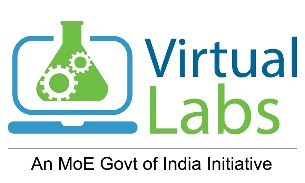 Virtual
Labs
An MoE Govt of India Initiative